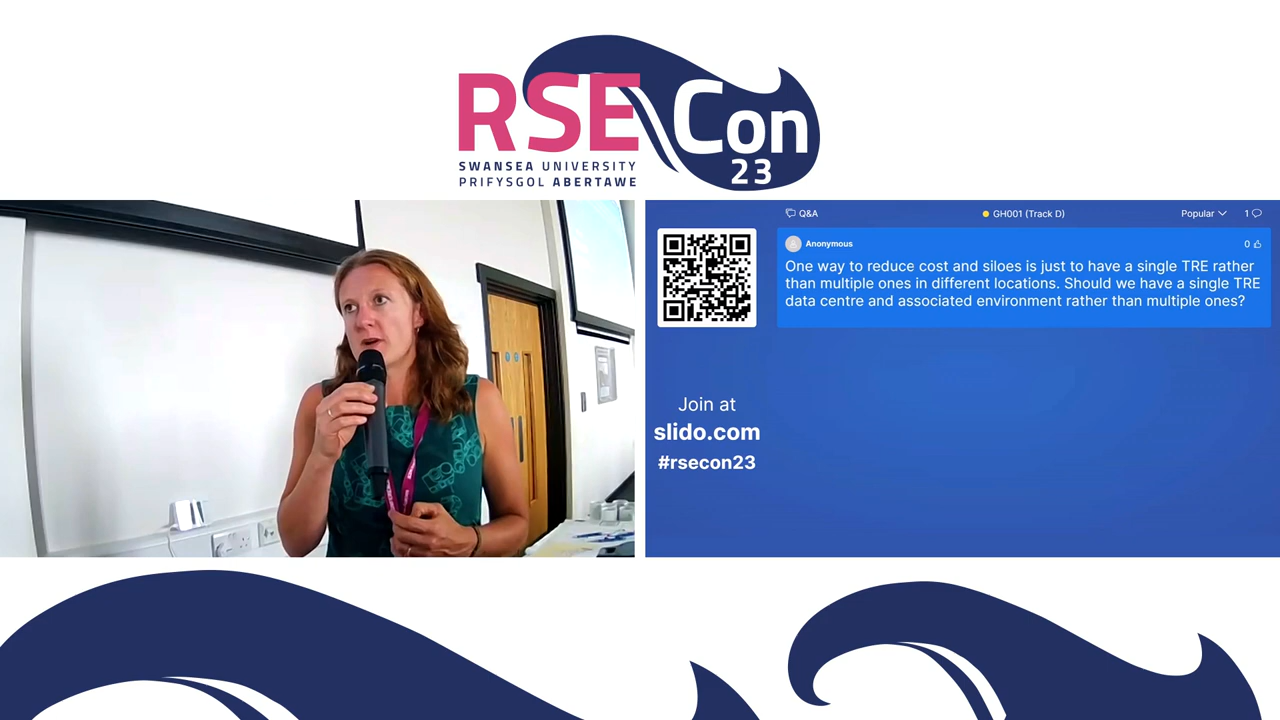 RSE Con
23
SWANSEA UNIVERSITY
PRIFYSGOL ABERTAWE
Q&A
GH001 (Track D)
Popular
1
Anonymous
0
One way to reduce cost and siloes is just to have a single TRE rather
than multiple ones in different locations. Should we have a single TRE
data centre and associated environment rather than multiple ones?
Join at
slido.com
#rsecon23